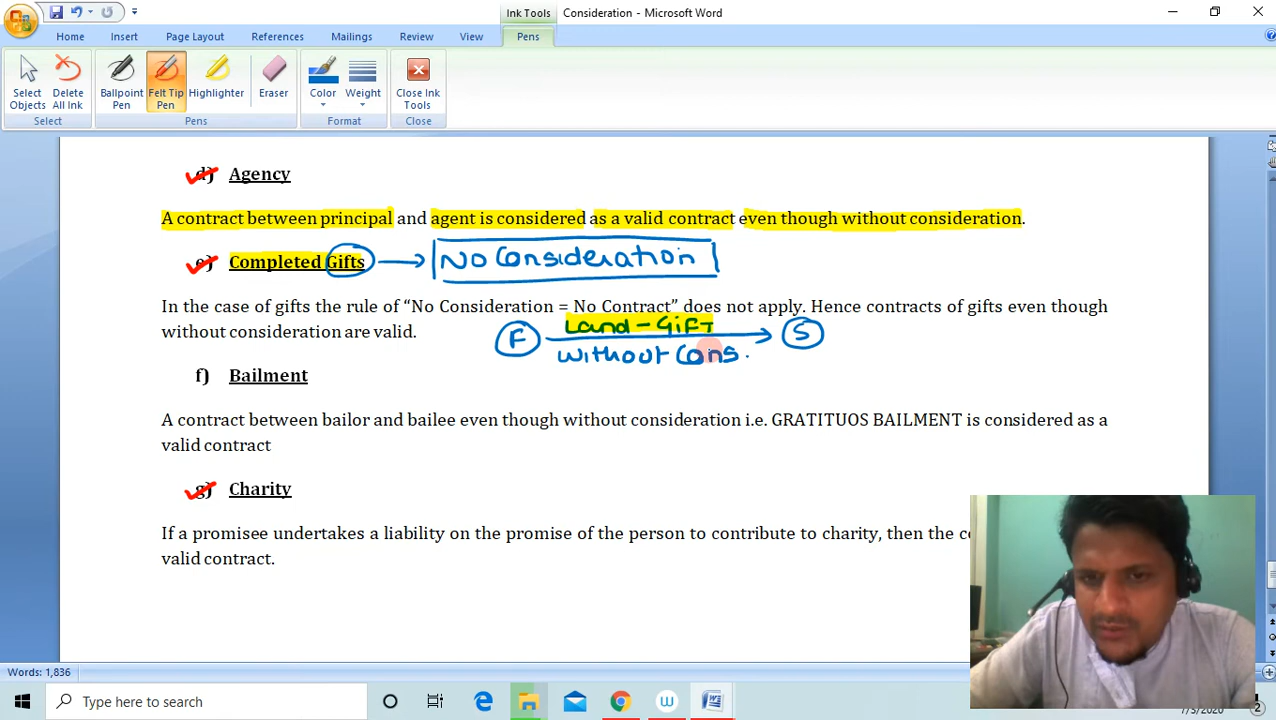 Ink Tools
Consideration - Microsoft Word
Home Insert Page Layout References Mailings Review View Pens
Select Objects
Delete All Ink
Ballpoint Pen
Felt Tip Pen
Highlighter
Eraser
Color
Weight
Close Ink Tools
Select Pens Format Close
d) Agency
A contract between principal and agent is considered as a valid contract even though without consideration.
e) Completed Gifts
No Consideration
In the case of gifts the rule of “No Consideration = No Contract” does not apply. Hence contracts of gifts even though
without consideration are valid.
F Land - Gift S
without Cons.
f) Bailment
A contract between bailor and bailee even though without consideration i.e. GRATITUOS BAILMENT is considered as a
valid contract
g) Charity
If a promisee undertakes a liability on the promise of the person to contribute to charity, then the
valid contract.
Words: 1,836
Type here to search
2